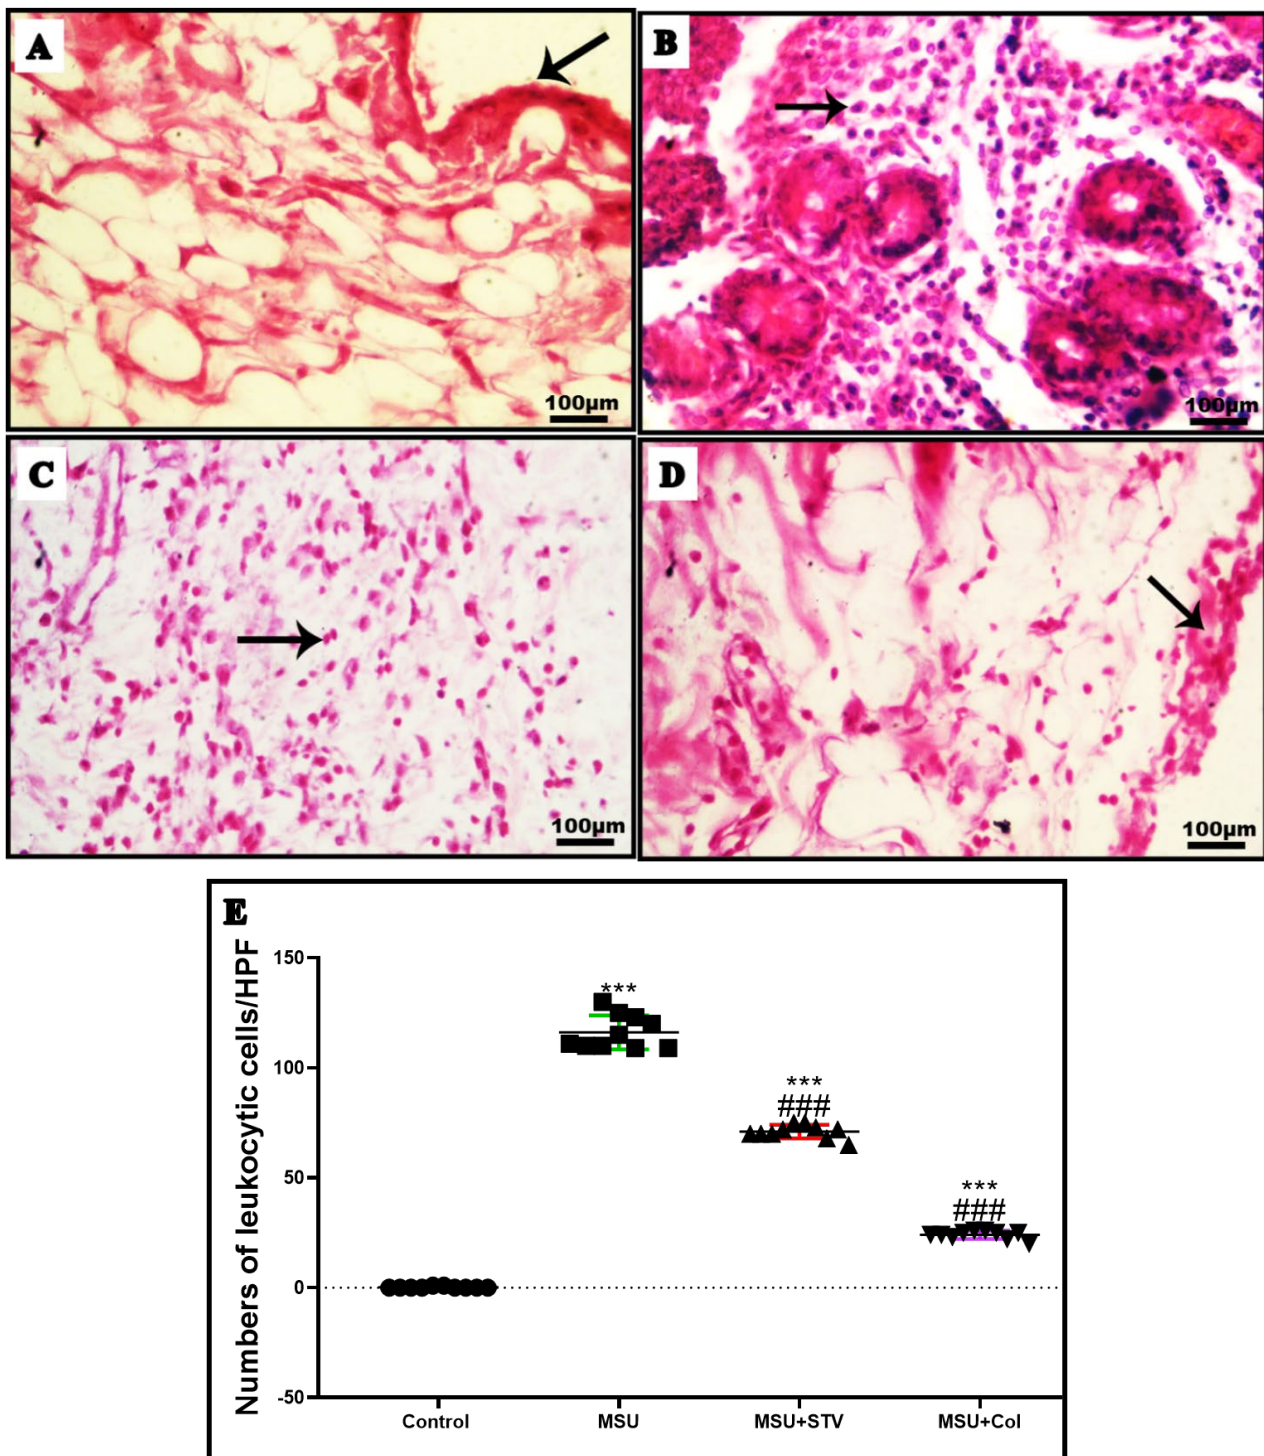 A
B
100µm
100µm
C
D
100µm
100µm
E
Numbers of leukocytic cells/HPF
150
100
50
0
-50
***
***
###
***
###
Control
MSU
MSU+STV
MSU+Col